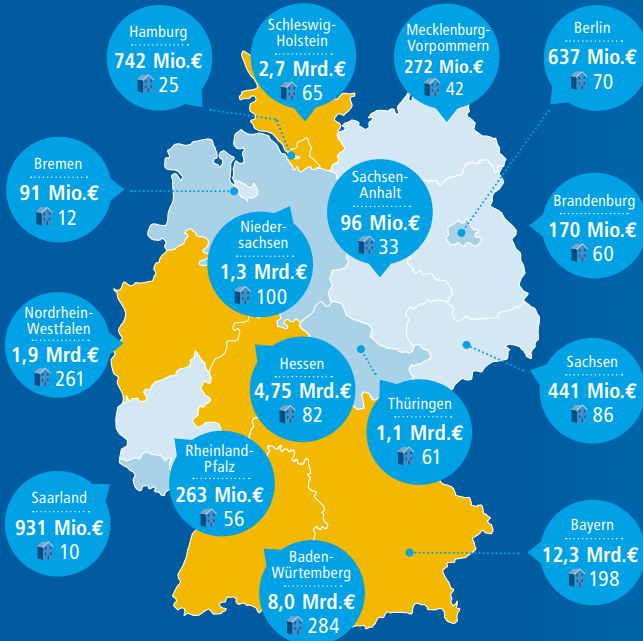 Hamburg
742 Mio.€
25
Schleswig-
Holstein
2,7 Mrd.€
65
Mecklenburg-
Vorpommern
272 Mio.€
42
Berlin
637 Mio.€
70
Bremen
91 Mio.€
12
Sachsen-
Anhalt
96 Mio.€
33
Brandenburg
170 Mio.€
60
Nieder-
sachsen
1,3 Mrd.€
100
Nordrhein-
Westfalen
1,9 Mrd.€
261
Hessen
4,75 Mrd.€
82
Thüringen
1,1 Mrd.€
61
Sachsen
441 Mio.€
86
Rheinland-
Pfalz
263 Mio.€
56
Saarland
931 Mio.€
10
Baden-
Würtemberg
8,0 Mrd.€
284
Bayern
12,3 Mrd.€
198